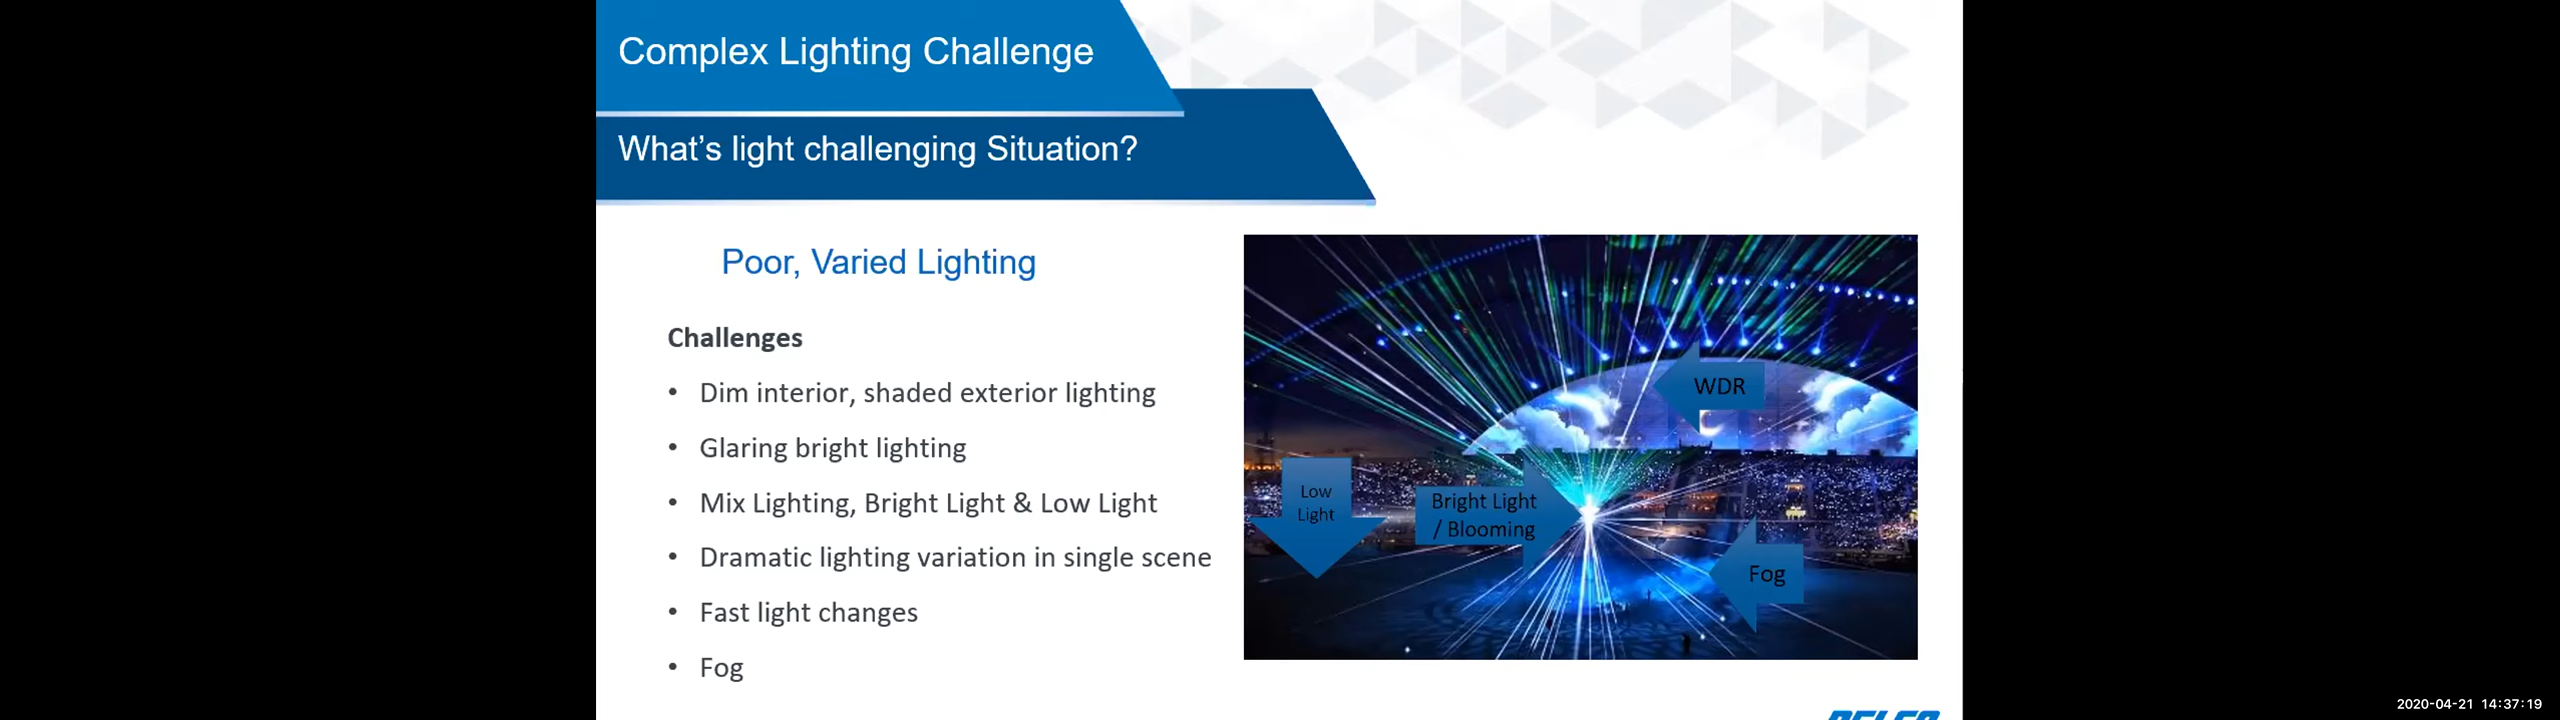 Complex Lighting Challenge
What's light challenging Situation?
Poor, Varied Lighting
Challenges
• Dim interior, shaded exterior lighting
• Glaring bright lighting
• Mix Lighting, Bright Light & Low Light
• Dramatic lighting variation in single scene
• Fast light changes
• Fog
WDR
Low
Light
Bright Light
/ Blooming
Fog
2020-04-21 14:37:19